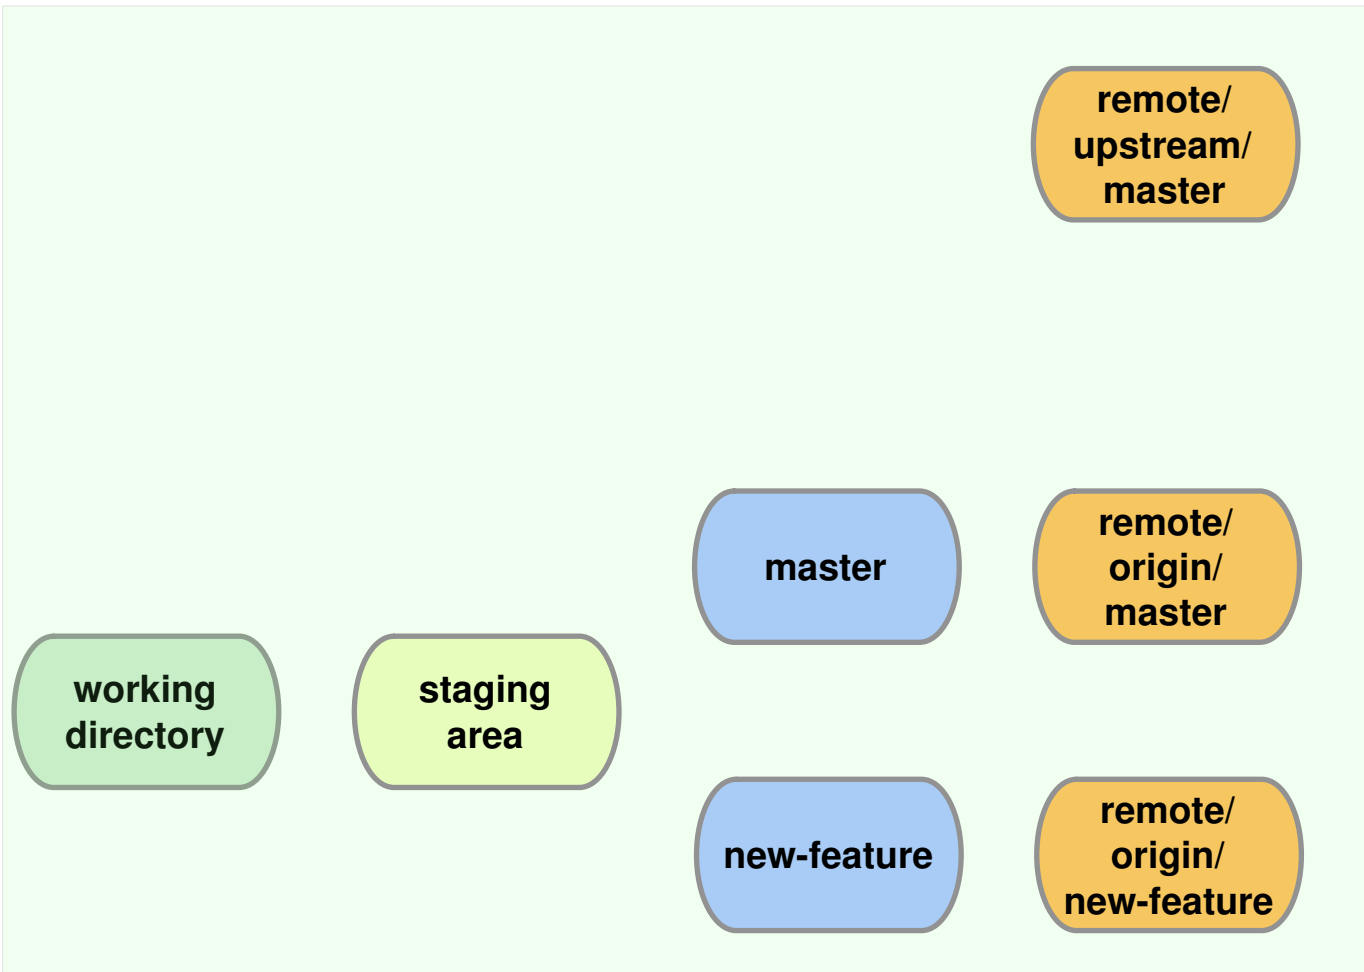 remote/
upstream/
master
master
remote/
origin/
master
working
directory
staging
area
new-feature
remote/
origin/
new-feature